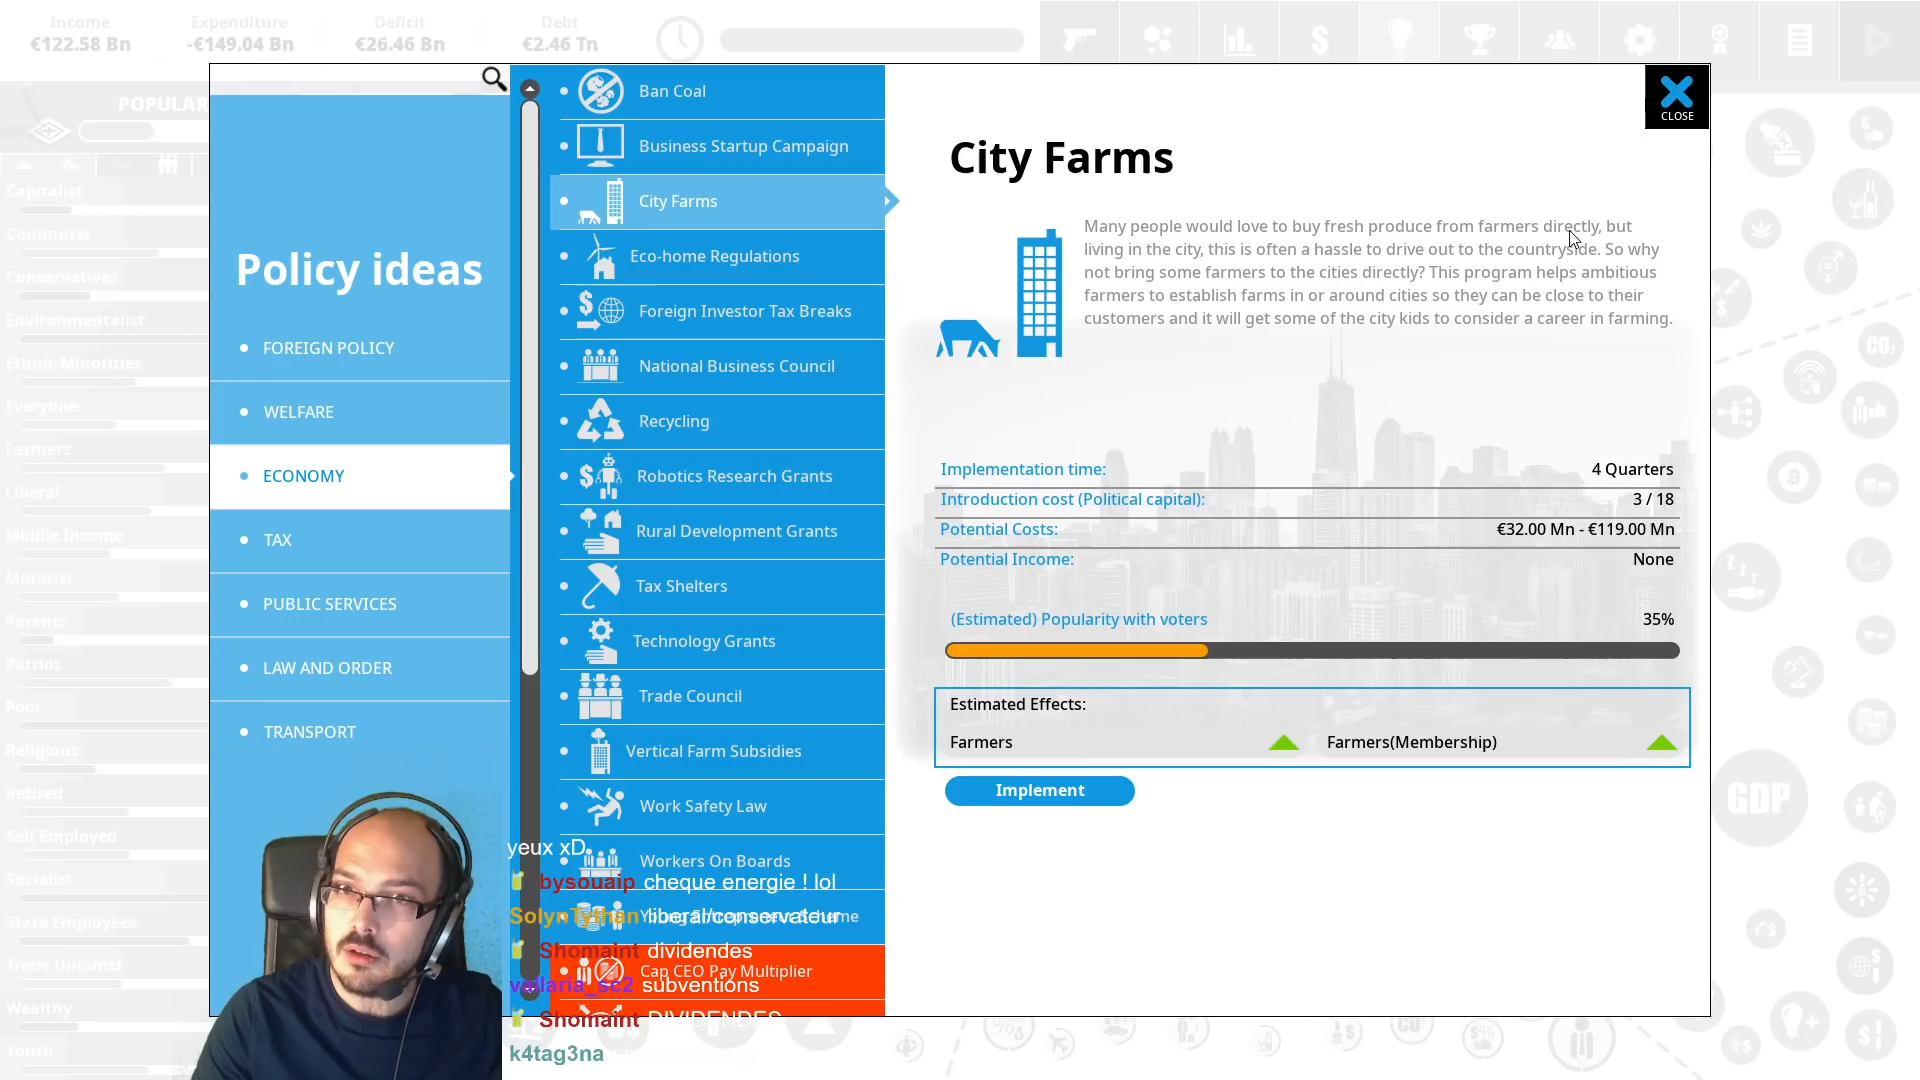 Income
€122.58 Bn
Expenditure
-€149.04 Bn
Deficit
€26.46 Bn
Debt
€2.46 Tn
POPULAR
Capitalist
Commuter
Conservatives
Environmentalist
Ethnic Minorities
Everyone
Farmers
Liberal
Middle Income
Motorist
Parents
Patriot
Poor
Religious
Retired
Self Employed
Socialist
State Employees
Trade Unionist
Wealthy
Youth
Policy ideas
FOREIGN POLICY
WELFARE
ECONOMY
TAX
PUBLIC SERVICES
LAW AND ORDER
TRANSPORT
Ban Coal
Business Startup Campaign
City Farms
Eco-home Regulations
Foreign Investor Tax Breaks
National Business Council
Recycling
Robotics Research Grants
Rural Development Grants
Tax Shelters
Technology Grants
Trade Council
Vertical Farm Subsidies
Work Safety Law
Workers On Boards
Cap CEO Pay Multiplier
yeux xD
bysouaip cheque energie ! lol
SolynTythan liberal/conservateur
Shomaint dividendes
vallaria_sc2 subventions
Shomaint DIVIDENDES
k4tag3na
CLOSE
City Farms
Many people would love to buy fresh produce from farmers directly, but
living in the city, this is often a hassle to drive out to the countryside. So why
not bring some farmers to the cities directly? This program helps ambitious
farmers to establish farms in or around cities so they can be close to their
customers and it will get some of the city kids to consider a career in farming.
Implementation time: 4 Quarters
Introduction cost (Political capital): 3 / 18
Potential Costs: €32.00 Mn - €119.00 Mn
Potential Income: None
(Estimated) Popularity with voters 35%
Estimated Effects:
Farmers
Farmers(Membership)
Implement
GDP